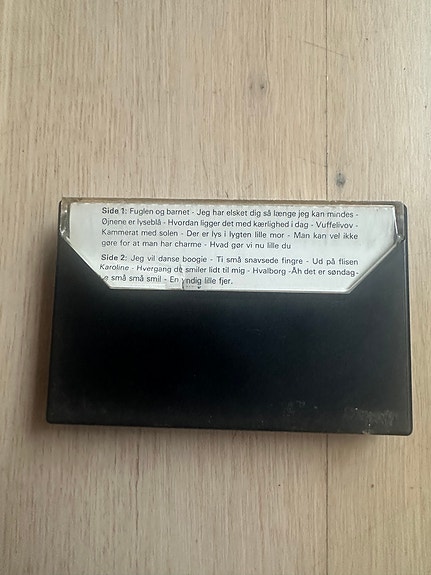 Side 1: Fuglen og barnet - Jeg har elsket dig så længe jeg kan mindes -
Øjnene er lyseblå - Hvordan ligger det med kærlighed i dag - Vuffelivov -
Kammerat med solen - Der er lys i lygten lille mor - Man kan vel ikke
gøre for at man har charme - Hvad gør vi nu lille du
Side 2: Jeg vil danse boogie - Ti små snavsede fingre - Ud på flisen
Karoline - Hvergang de smiler lidt til mig - Hvalborg -Åh det er søndag-
små små smil - En yndig lille fjer.